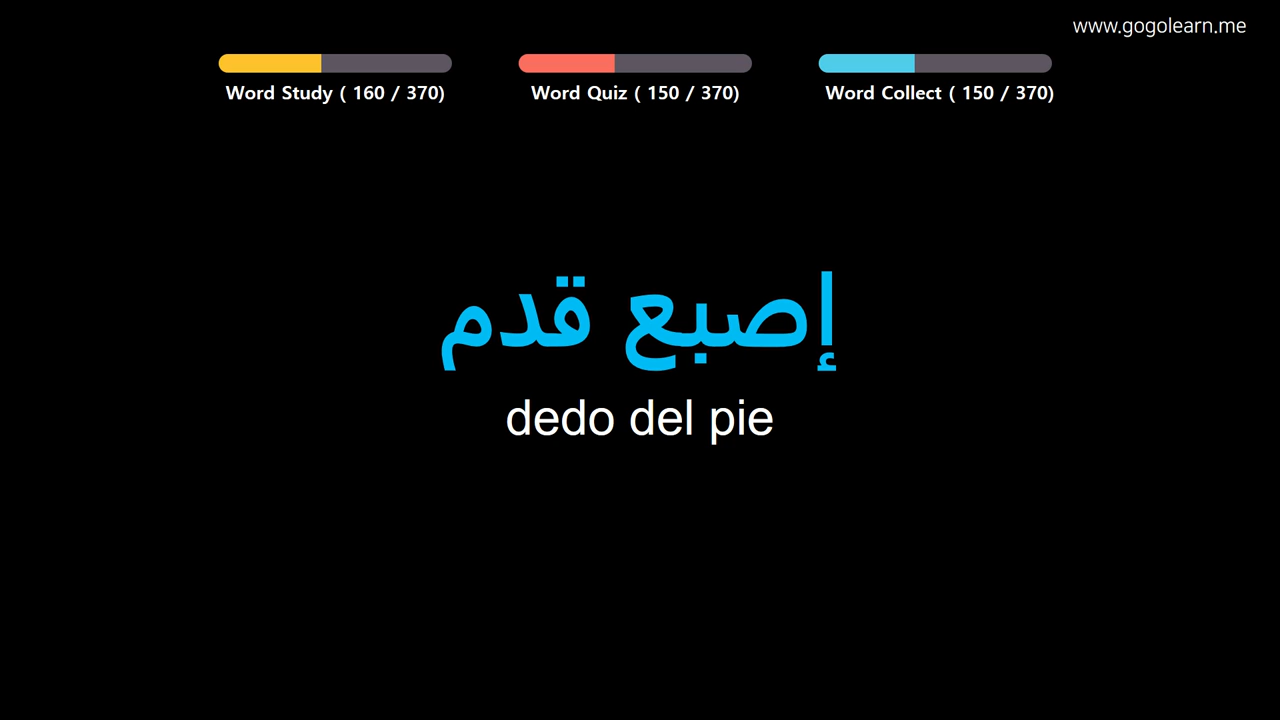 www.gogolearn.me
Word Study ( 160 / 370)
Word Quiz ( 150 / 370)
Word Collect ( 150 / 370)
إصبع قدم
dedo del pie